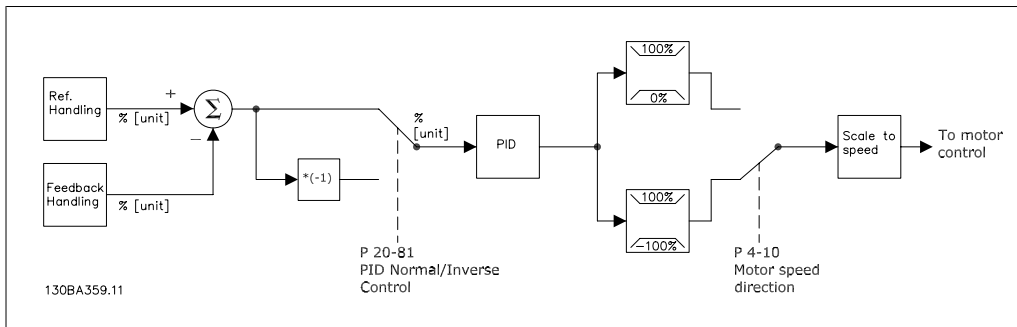 Ref.
Handling
+
% [unit]
Σ
−
Feedback
Handling
% [unit]
*(-1)
%
[unit]
P 20-81
PID Normal/Inverse
Control
PID
100%
0%
100%
-100%
P 4-10
Motor speed
direction
Scale to
speed
To motor
control
130BA359.11